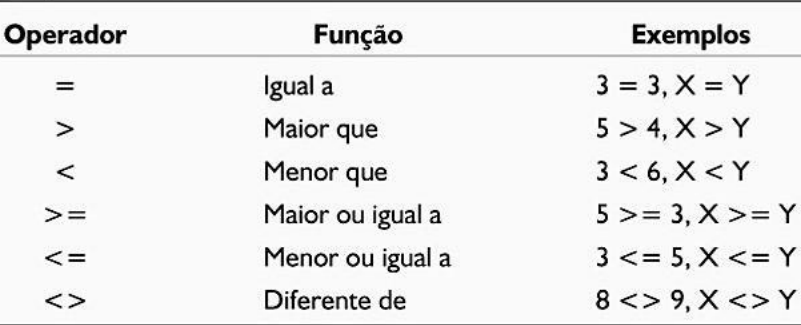 Operador Função Exemplos
= Igual a 3 = 3, X = Y
> Maior que 5 > 4, X > Y
< Menor que 3 < 6, X < Y
>= Maior ou igual a 5 >= 3, X >= Y
<= Menor ou igual a 3 <= 5, X <= Y
<> Diferente de 8 <> 9, X <> Y